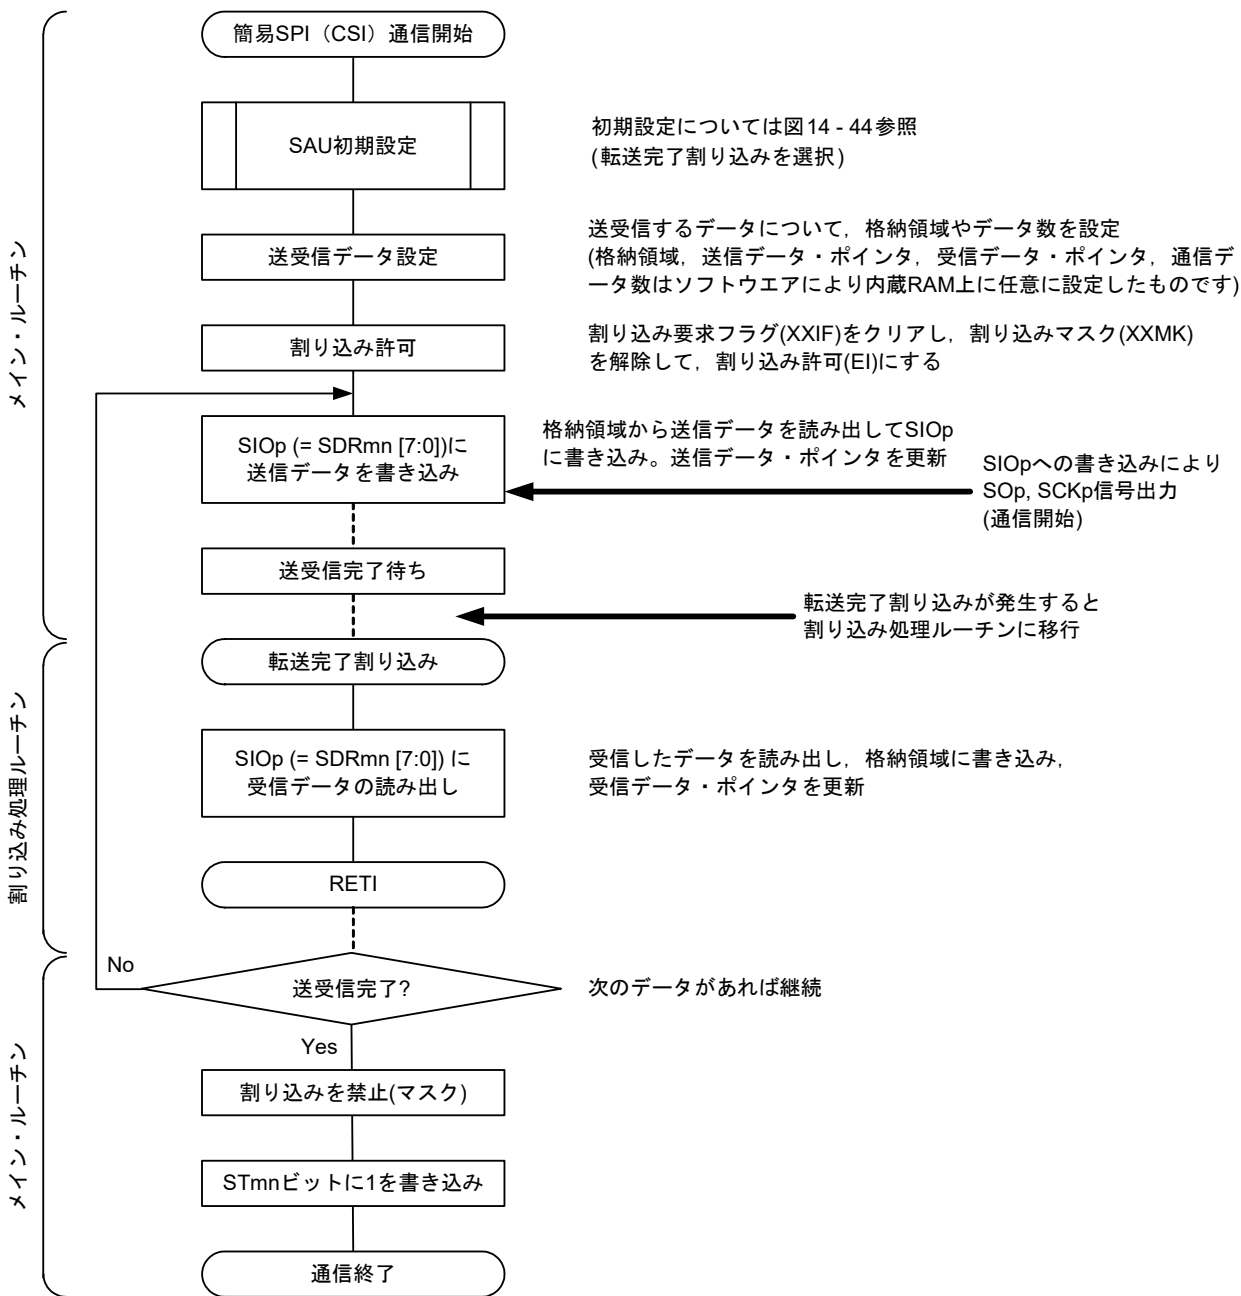 簡易SPI（CSI）通信開始
SAU初期設定
初期設定については図14 - 44参照
(転送完了割り込みを選択)
送受信データ設定
送受信するデータについて，格納領域やデータ数を設定
(格納領域，送信データ・ポインタ，受信データ・ポインタ，通信デ
ータ数はソフトウエアにより内蔵RAM上に任意に設定したものです)
メイン・ルーチン
割り込み許可
割り込み要求フラグ(XXIF)をクリアし，割り込みマスク(XXMK)
を解除して，割り込み許可(EI)にする
SIOp (= SDRmn [7:0])に
送信データを書き込み
格納領域から送信データを読み出してSIOp
に書き込み。送信データ・ポインタを更新
SIOpへの書き込みにより
SOp, SCKp信号出力
(通信開始)
送受信完了待ち
転送完了割り込みが発生すると
割り込み処理ルーチンに移行
転送完了割り込み
割り込み処理ルーチン
SIOp (= SDRmn [7:0]) に
受信データの読み出し
受信したデータを読み出し，格納領域に書き込み，
受信データ・ポインタを更新
RETI
No
送受信完了?
次のデータがあれば継続
Yes
メイン・ルーチン
割り込みを禁止(マスク)
STmnビットに1を書き込み
通信終了